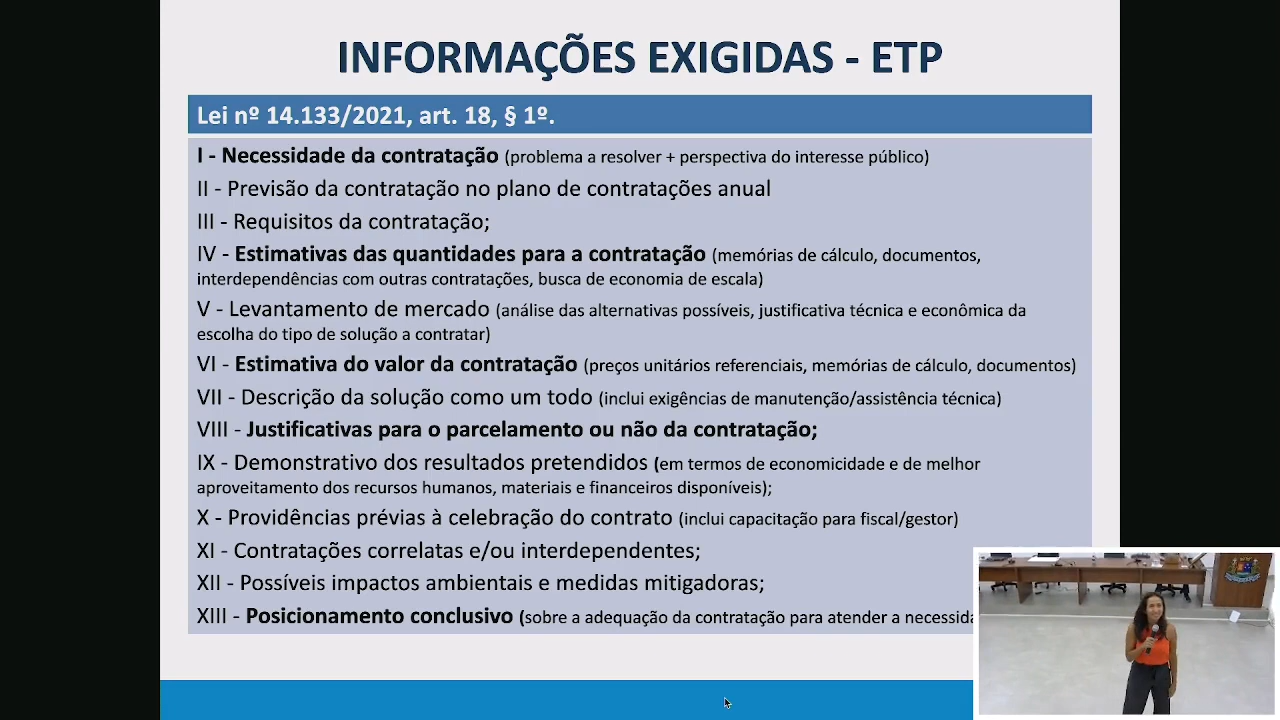 INFORMAÇÕES EXIGIDAS - ETP
Lei nº 14.133/2021, art. 18, § 1º.
I - Necessidade da contratação (problema a resolver + perspectiva do interesse público)
II - Previsão da contratação no plano de contratações anual
III - Requisitos da contratação;
IV - Estimativas das quantidades para a contratação (memórias de cálculo, documentos,
interdependências com outras contratações, busca de economia de escala)
V - Levantamento de mercado (análise das alternativas possíveis, justificativa técnica e econômica da
escolha do tipo de solução a contratar)
VI - Estimativa do valor da contratação (preços unitários referenciais, memórias de cálculo, documentos)
VII - Descrição da solução como um todo (inclui exigências de manutenção/assistência técnica)
VIII - Justificativas para o parcelamento ou não da contratação;
IX - Demonstrativo dos resultados pretendidos (em termos de economicidade e de melhor
aproveitamento dos recursos humanos, materiais e financeiros disponíveis);
X - Providências prévias à celebração do contrato (inclui capacitação para fiscal/gestor)
XI - Contratações correlatas e/ou interdependentes;
XII - Possíveis impactos ambientais e medidas mitigadoras;
XIII - Posicionamento conclusivo (sobre a adequação da contratação para atender a necessida